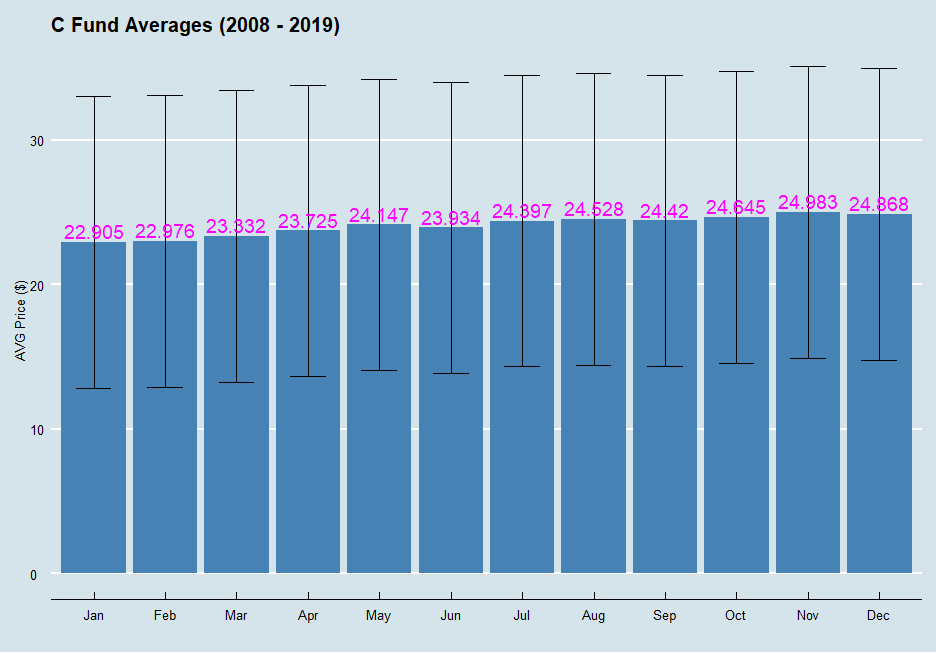 C Fund Averages (2008 - 2019)
AVG Price ($)
30
20
10
0
22.905 22.976 23.332 23.725 24.147 23.934 24.397 24.528 24.42 24.645 24.983 24.868
Jan Feb Mar Apr May Jun Jul Aug Sep Oct Nov Dec